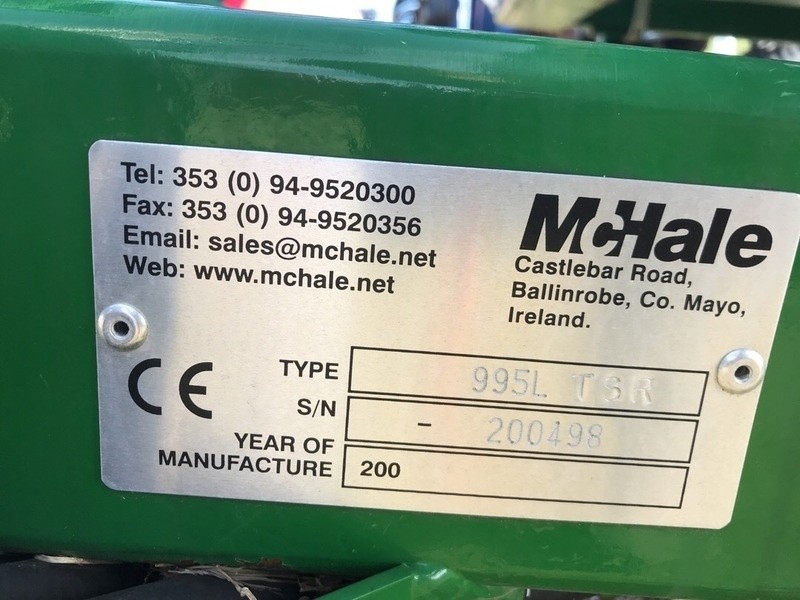 Tel: 353 (0) 94-9520300
Fax: 353 (0) 94-9520356
Email: sales@mchale.net
Web: www.mchale.net
McHale
Castlebar Road,
Ballinrobe, Co. Mayo,
Ireland.
CE
TYPE 995L TSR
S/N - 200498
YEAR OF
MANUFACTURE 200